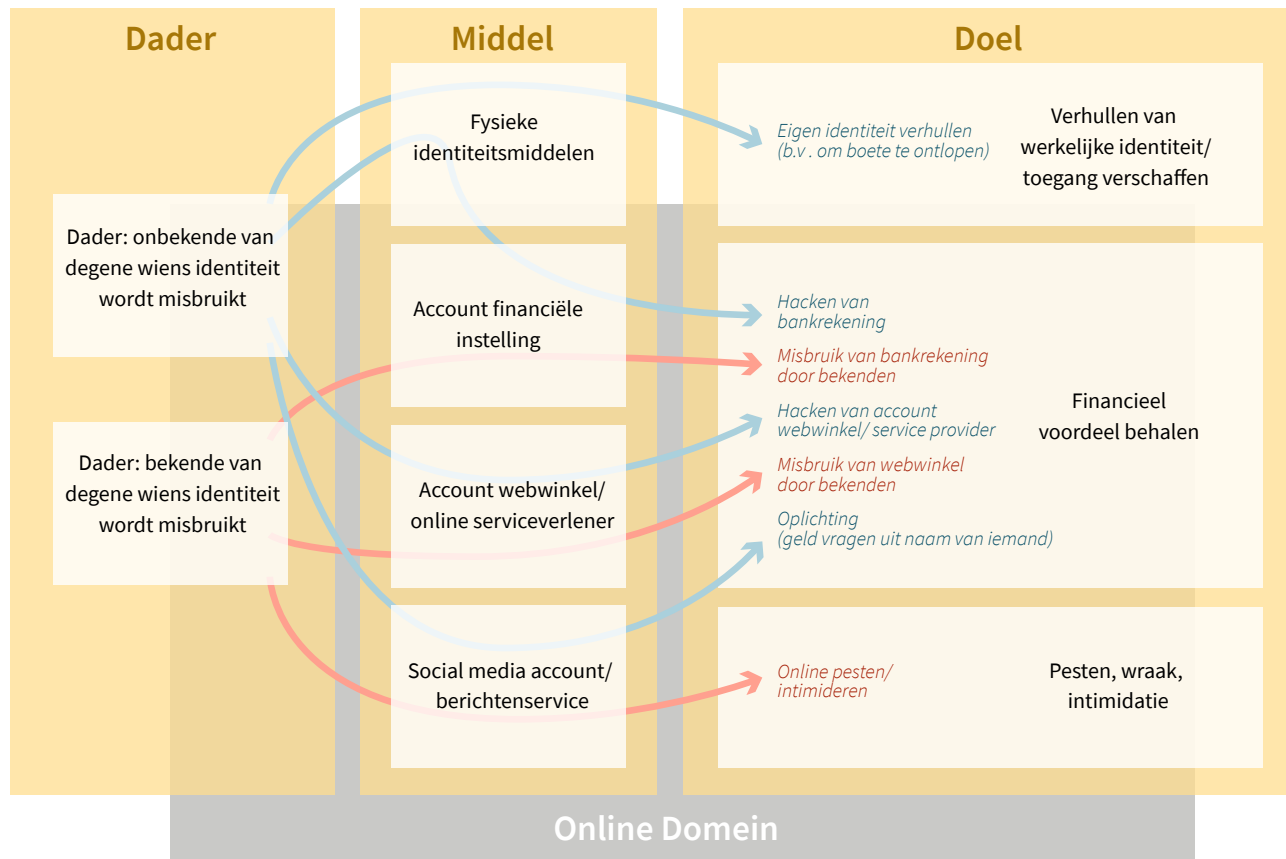 Dader
Middel
Doel
Dader: onbekende van
degene wiens identiteit
wordt misbruikt
Dader: bekende van
degene wiens identiteit
wordt misbruikt
Fysieke
identiteitsmiddelen
Account financiële
instelling
Account webwinkel/
online serviceverlener
Social media account/
berichtenservice
Eigen identiteit verhullen
(b.v . om boete te ontlopen)
Verhullen van
werkelijke identiteit/
toegang verschaffen
Hacken van
bankrekening
Misbruik van bankrekening
door bekenden
Hacken van account
webwinkel/ service provider
Misbruik van webwinkel
door bekenden
Oplichting
(geld vragen uit naam van iemand)
Financieel
voordeel behalen
Online pesten/
intimideren
Pesten, wraak,
intimidatie
Online Domein